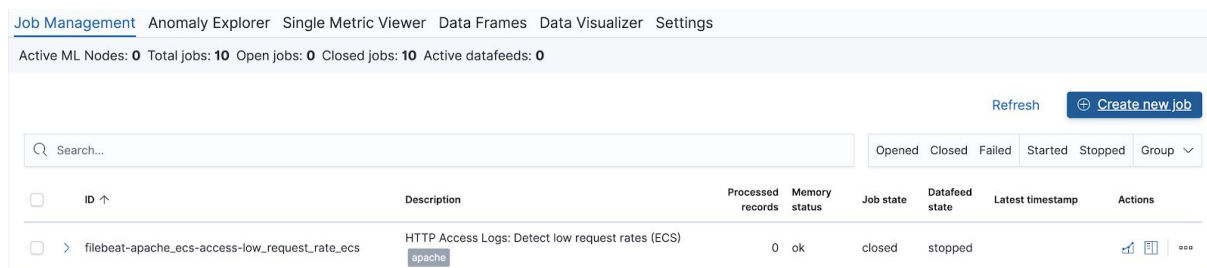 Job Management Anomaly Explorer Single Metric Viewer Data Frames Data Visualizer Settings
Active ML Nodes: 0 Total jobs: 10 Open jobs: 0 Closed jobs: 10 Active datafeeds: 0
Refresh Create new job
Search... Opened Closed Failed Started Stopped Group
ID Description Processed records Memory status Job state Datafeed state Latest timestamp Actions
filebeat-apache_ecs-access-low_request_rate_ecs HTTP Access Logs: Detect low request rates (ECS) 0 ok closed stopped
apache